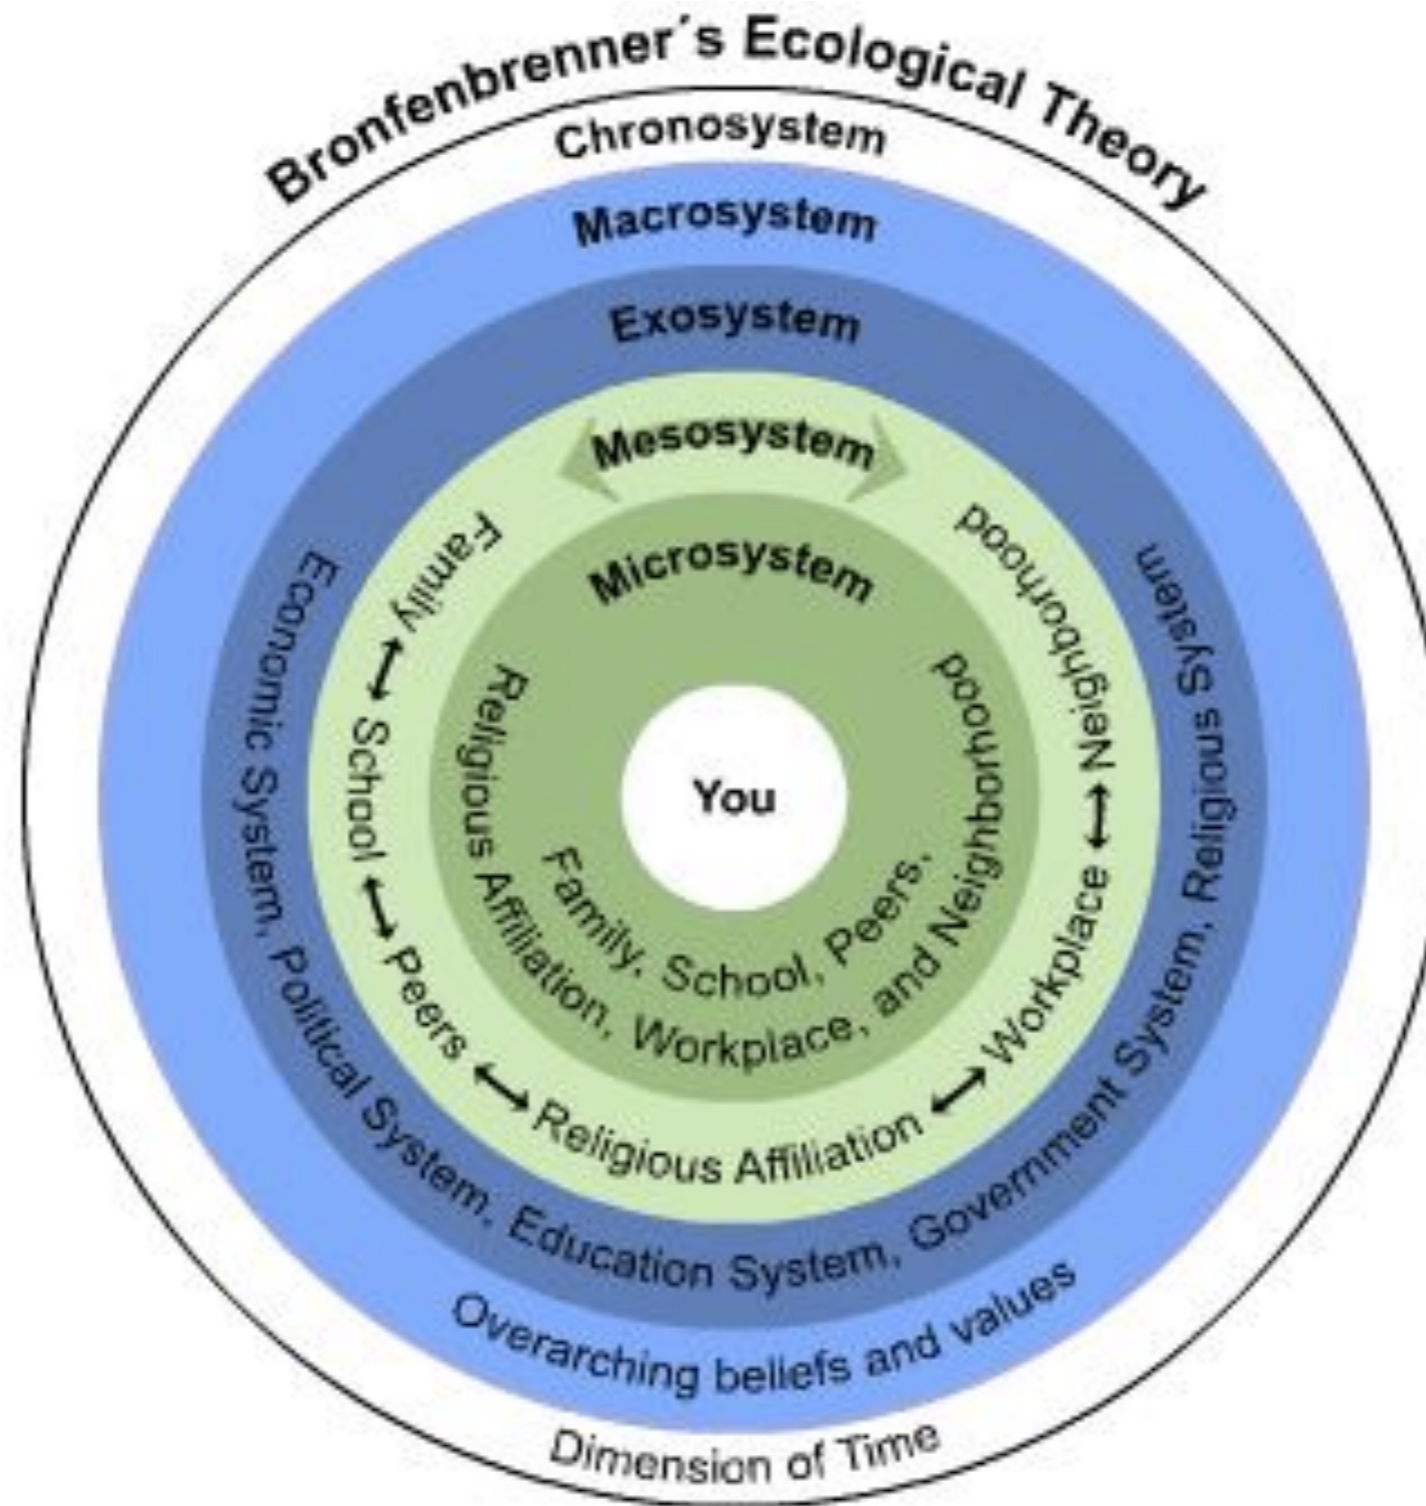 Bronfenbrenner´s Ecological Theory
Chronosystem
Macrosystem
Exosystem
Mesosystem
Microsystem
You
Family, School, Peers,
Religious Affiliation, Workplace, and Neighborhood
Family ↔ School ↔ Peers ↔ Religious Affiliation ↔ Workplace ↔ Neighborhood
Economic System, Political System, Education System, Government System, Religious System
Overarching beliefs and values
Dimension of Time